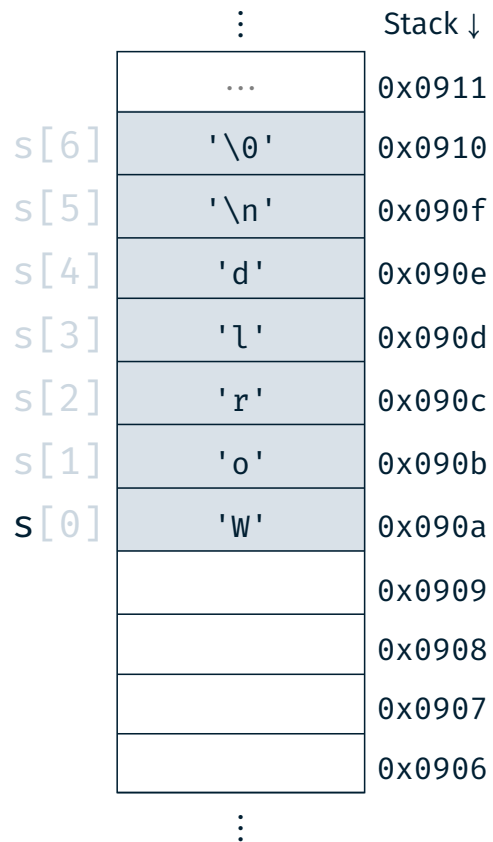 ⋮ Stack ↓
... 0x0911
s[6] '\0' 0x0910
s[5] '\n' 0x090f
s[4] 'd' 0x090e
s[3] 'l' 0x090d
s[2] 'r' 0x090c
s[1] 'o' 0x090b
s[0] 'W' 0x090a
0x0909
0x0908
0x0907
0x0906
⋮